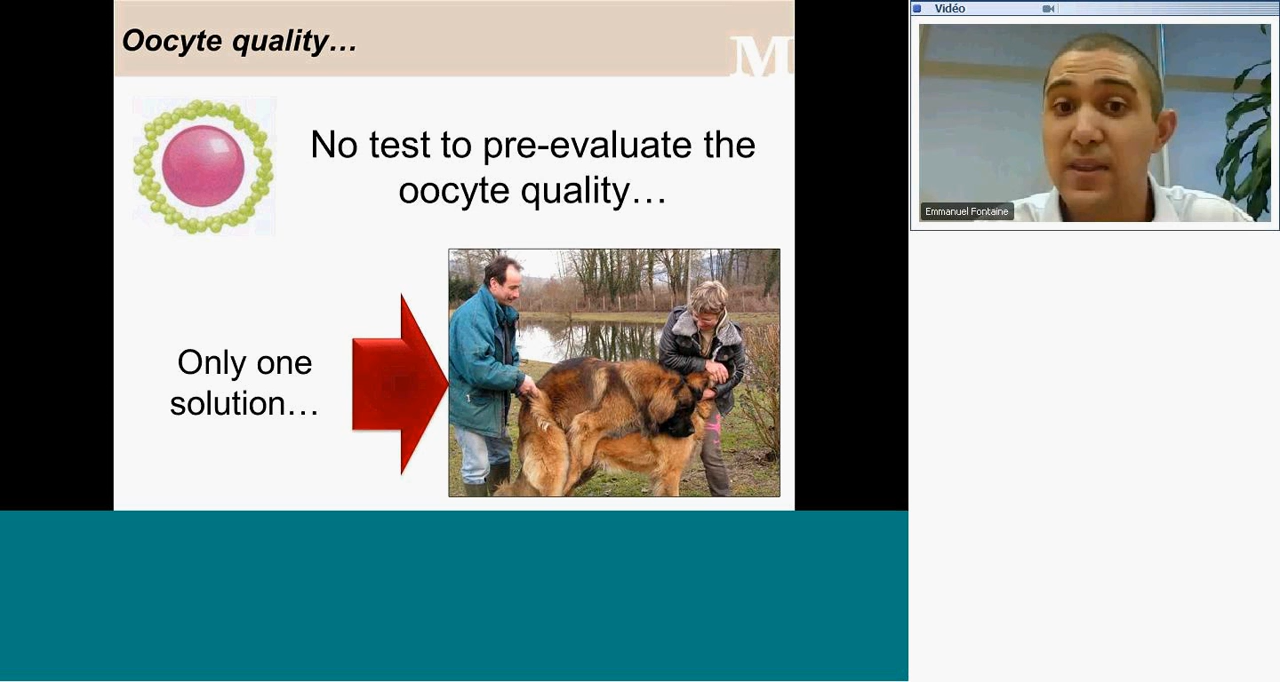 Oocyte quality…
M
No test to pre-evaluate the
oocyte quality…
Only one
solution…
Vidéo
Emmanuel Fontaine